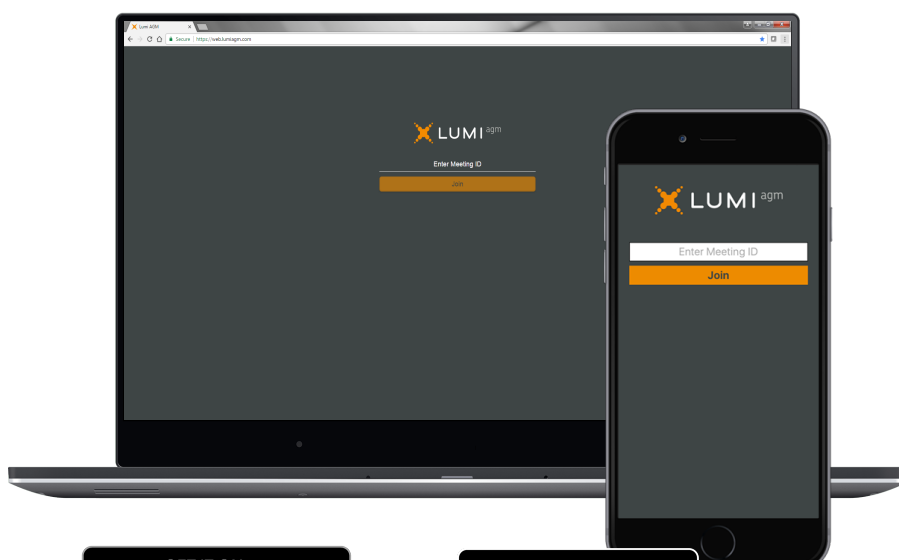 Lumi AGM
Secure
https://web.lumiagm.com
LUMI agm
Enter Meeting ID
Join
LUMI agm
Enter Meeting ID
Join